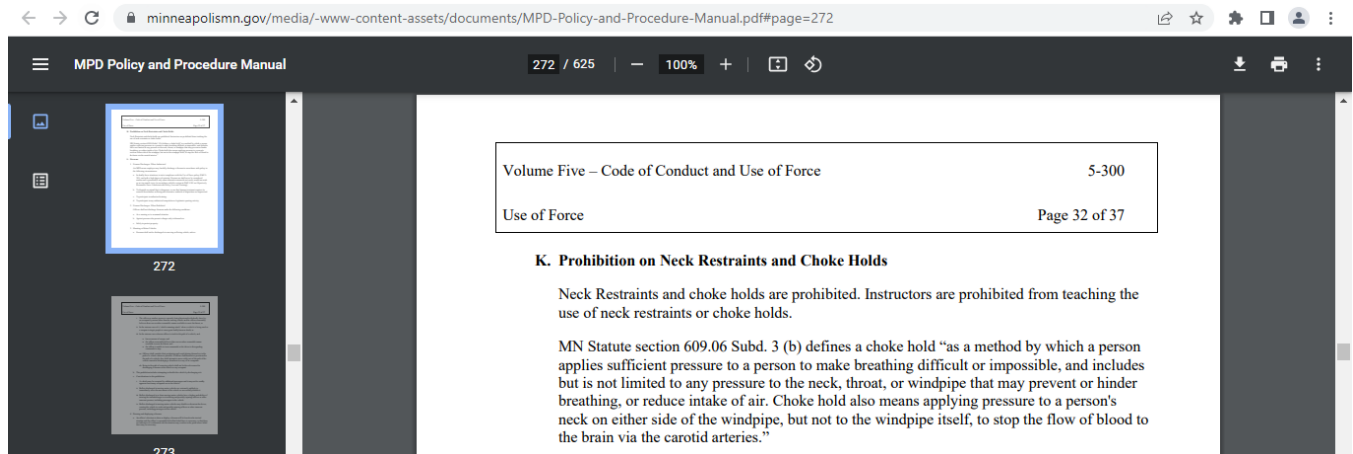 minneapolismn.gov/media/-www-content-assets/documents/MPD-Policy-and-Procedure-Manual.pdf#page=272
MPD Policy and Procedure Manual
272 / 625
100%
272
273
Volume Five – Code of Conduct and Use of Force 5-300
Use of Force Page 32 of 37
K. Prohibition on Neck Restraints and Choke Holds
Neck Restraints and choke holds are prohibited. Instructors are prohibited from teaching the
use of neck restraints or choke holds.
MN Statute section 609.06 Subd. 3 (b) defines a choke hold “as a method by which a person
applies sufficient pressure to a person to make breathing difficult or impossible, and includes
but is not limited to any pressure to the neck, throat, or windpipe that may prevent or hinder
breathing, or reduce intake of air. Choke hold also means applying pressure to a person's
neck on either side of the windpipe, but not to the windpipe itself, to stop the flow of blood to
the brain via the carotid arteries.”